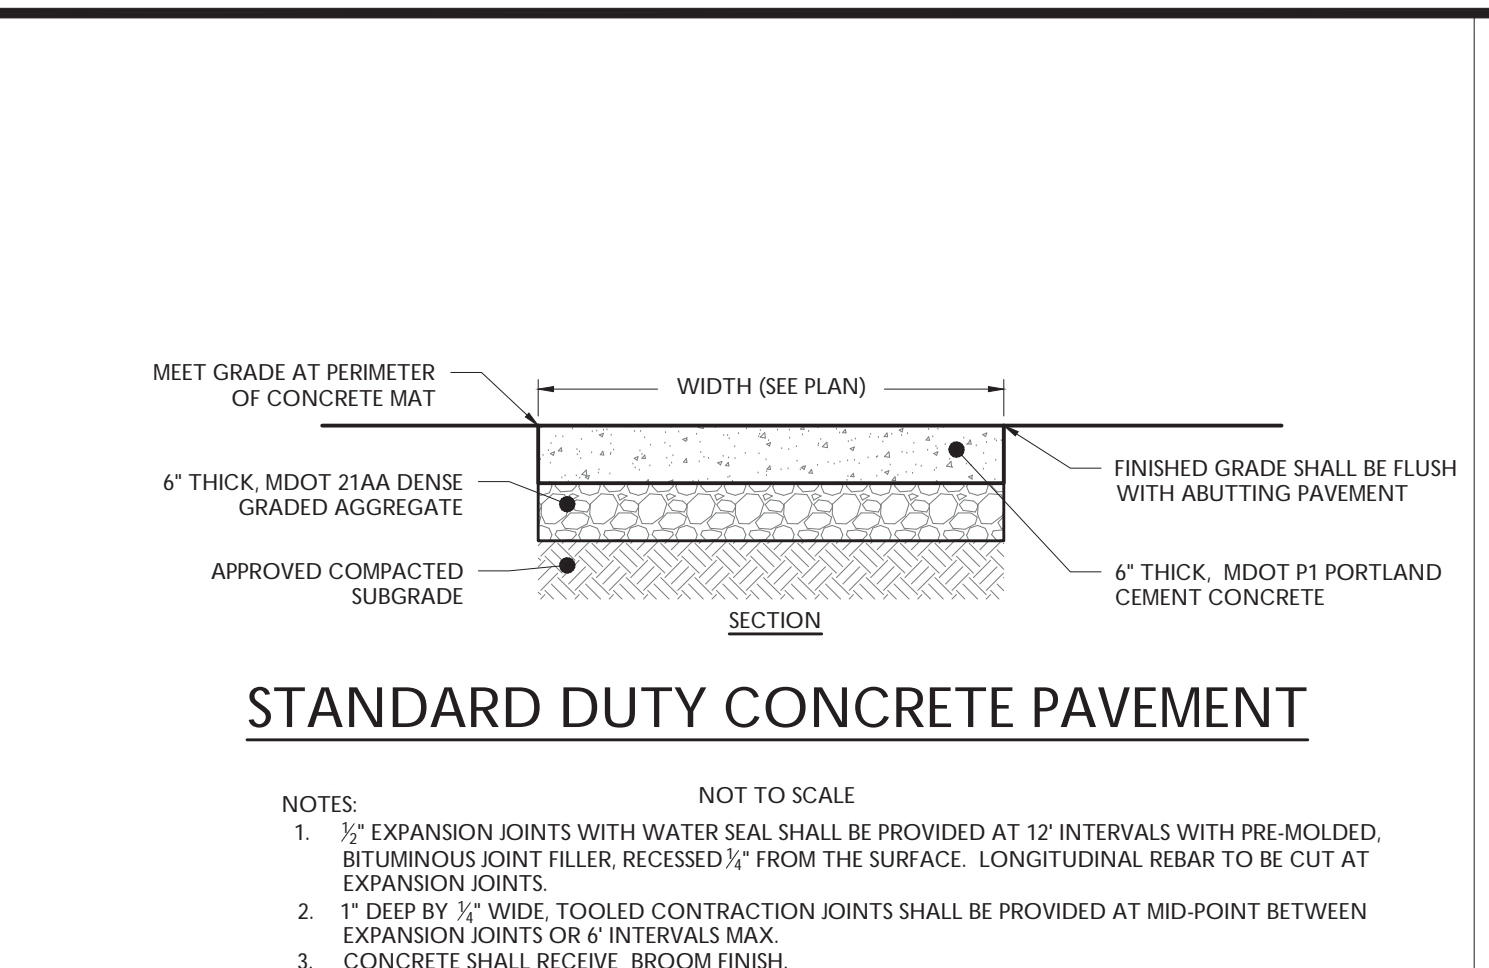 MEET GRADE AT PERIMETER
OF CONCRETE MAT
WIDTH (SEE PLAN)
6" THICK, MDOT 21AA DENSE
GRADED AGGREGATE
FINISHED GRADE SHALL BE FLUSH
WITH ABUTTING PAVEMENT
APPROVED COMPACTED
SUBGRADE
6" THICK, MDOT P1 PORTLAND
CEMENT CONCRETE
SECTION
STANDARD DUTY CONCRETE PAVEMENT
NOT TO SCALE
NOTES:
1. ½" EXPANSION JOINTS WITH WATER SEAL SHALL BE PROVIDED AT 12' INTERVALS WITH PRE-MOLDED,
BITUMINOUS JOINT FILLER, RECESSED ¼" FROM THE SURFACE. LONGITUDINAL REBAR TO BE CUT AT
EXPANSION JOINTS.
2. 1" DEEP BY ¼" WIDE, TOOLED CONTRACTION JOINTS SHALL BE PROVIDED AT MID-POINT BETWEEN
EXPANSION JOINTS OR 6' INTERVALS MAX.
3. CONCRETE SHALL RECEIVE BROOM FINISH.